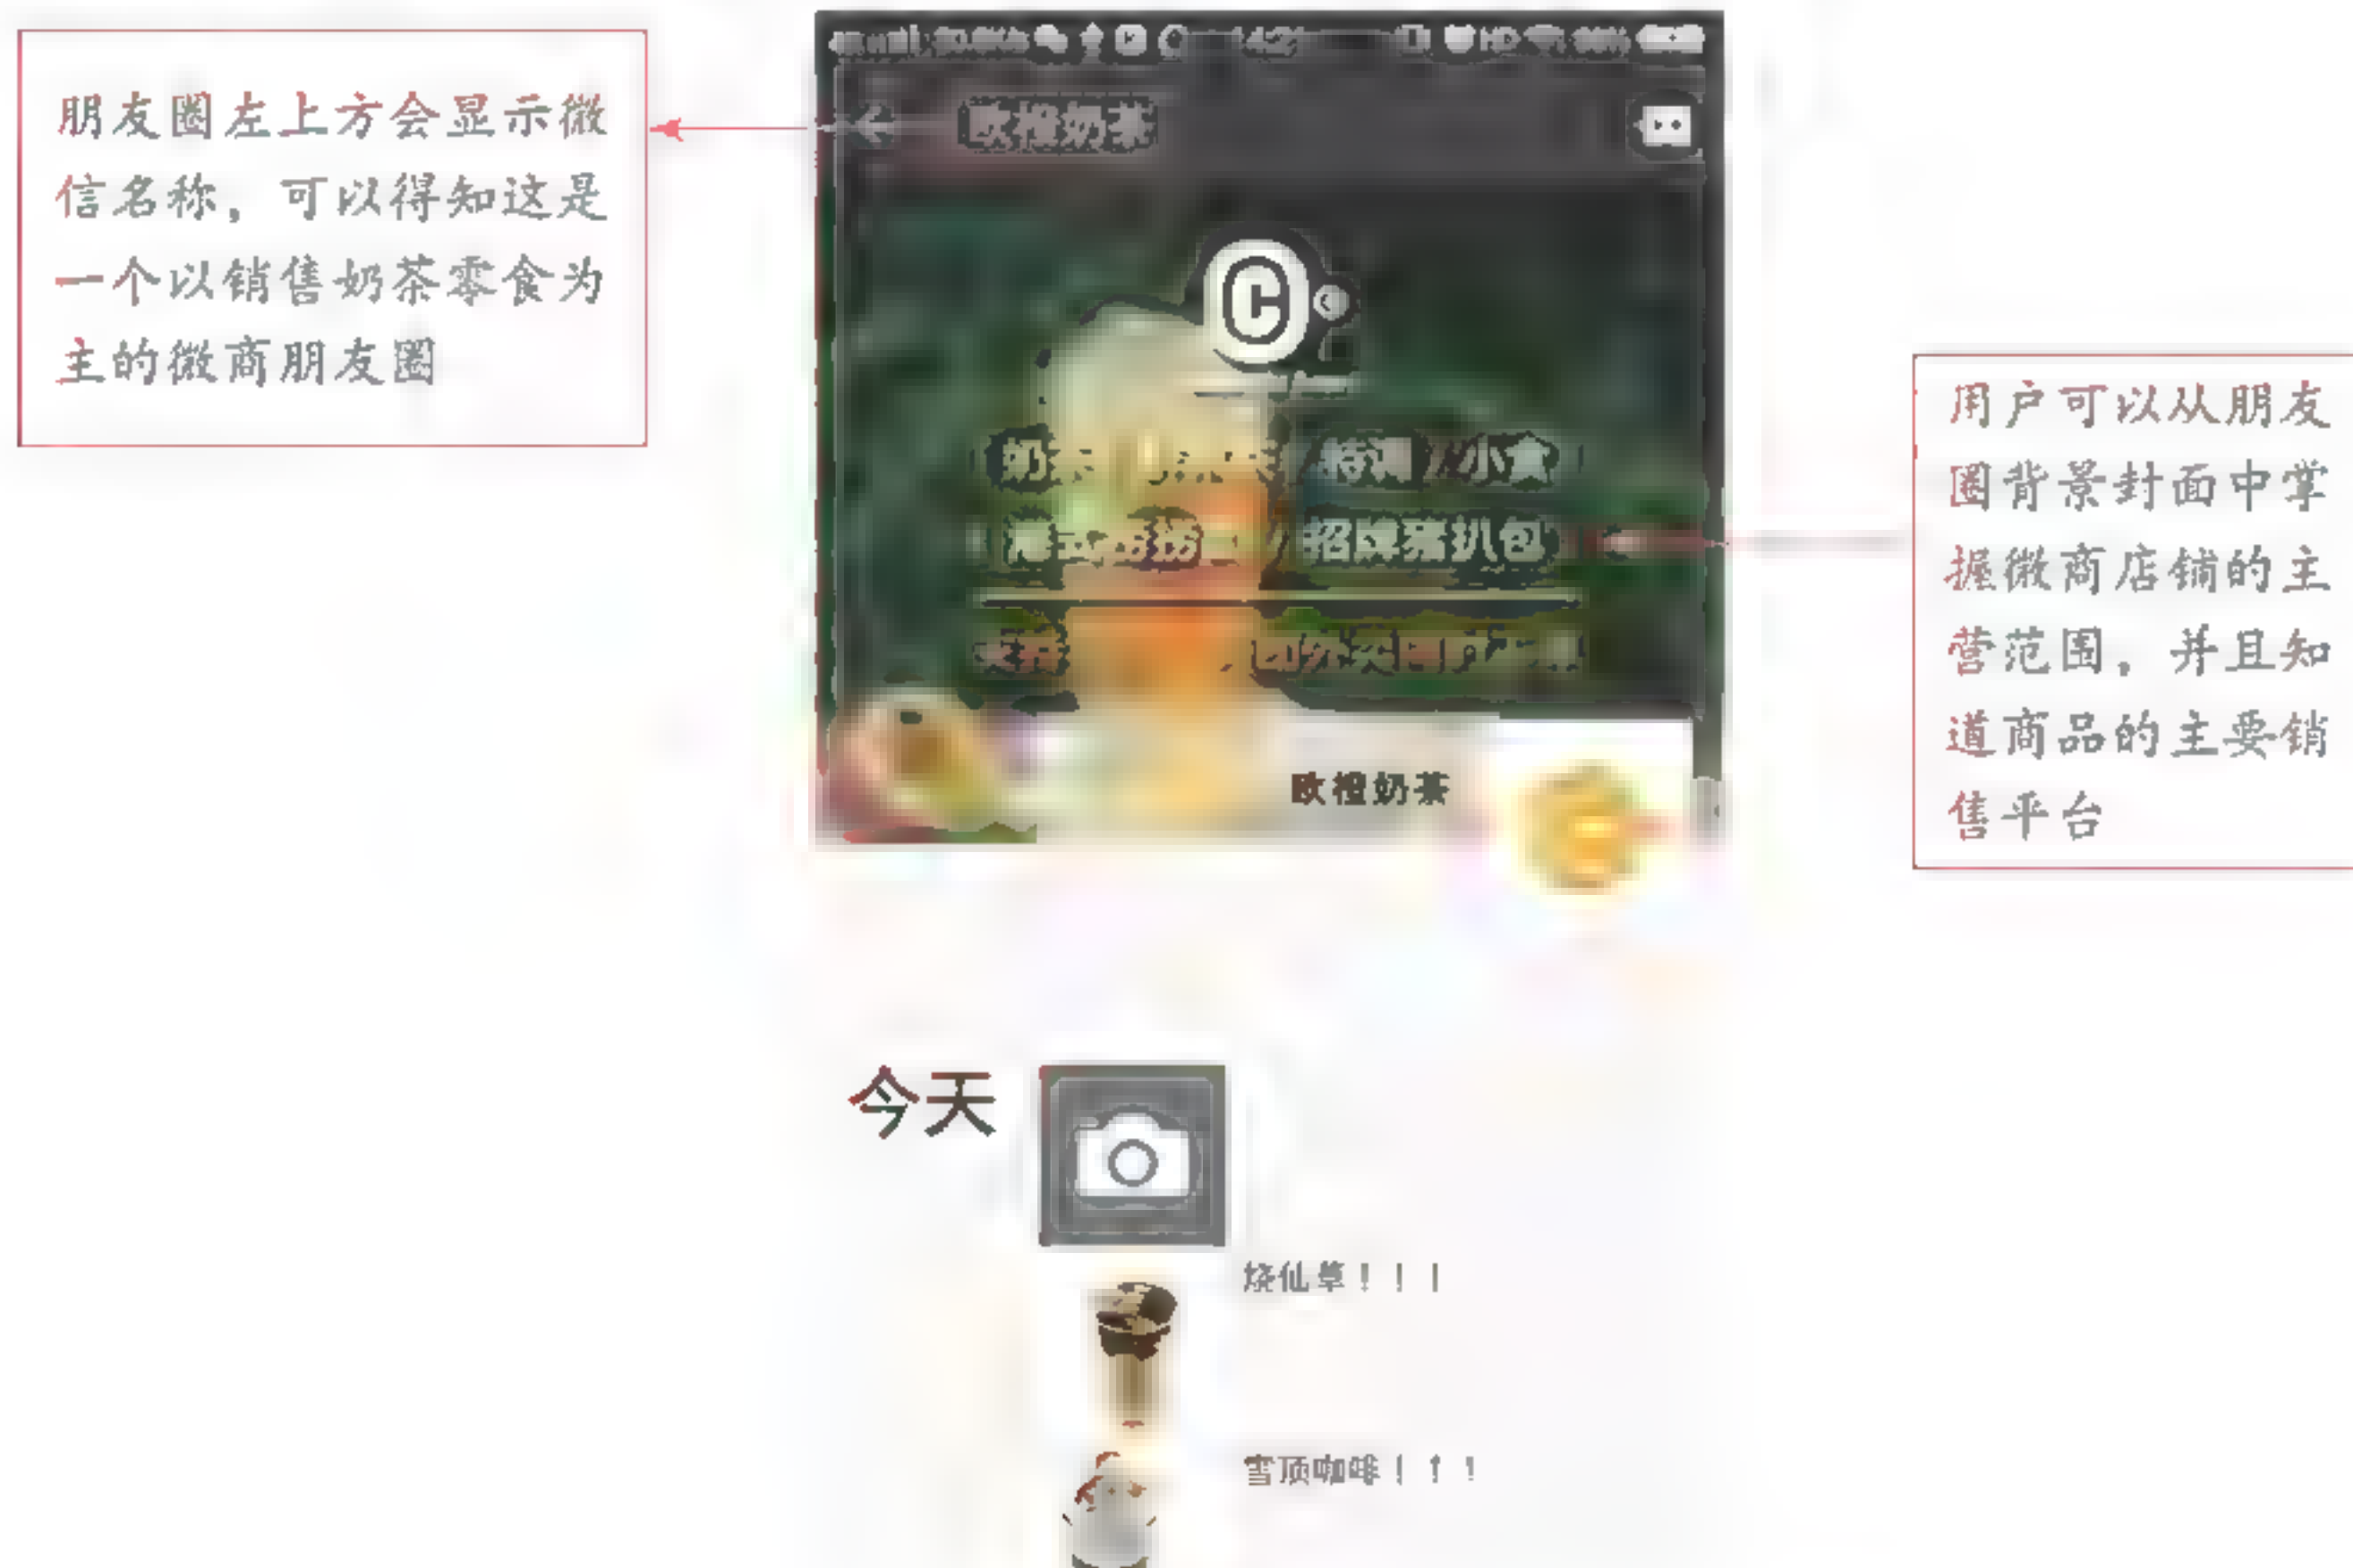 朋友圈左上方会显示微
信名称，可以得知这是
一个以销售奶茶零食为
主的微商朋友圈
欧橙奶茶
特调 / 小食
招牌猪扒包
用户可以从朋友
圈背景封面中掌
握微商店铺的主
营范围，并且知
道商品的主要销
售平台
欧橙奶茶
今天
烧仙草！！！
雪顶咖啡！！！